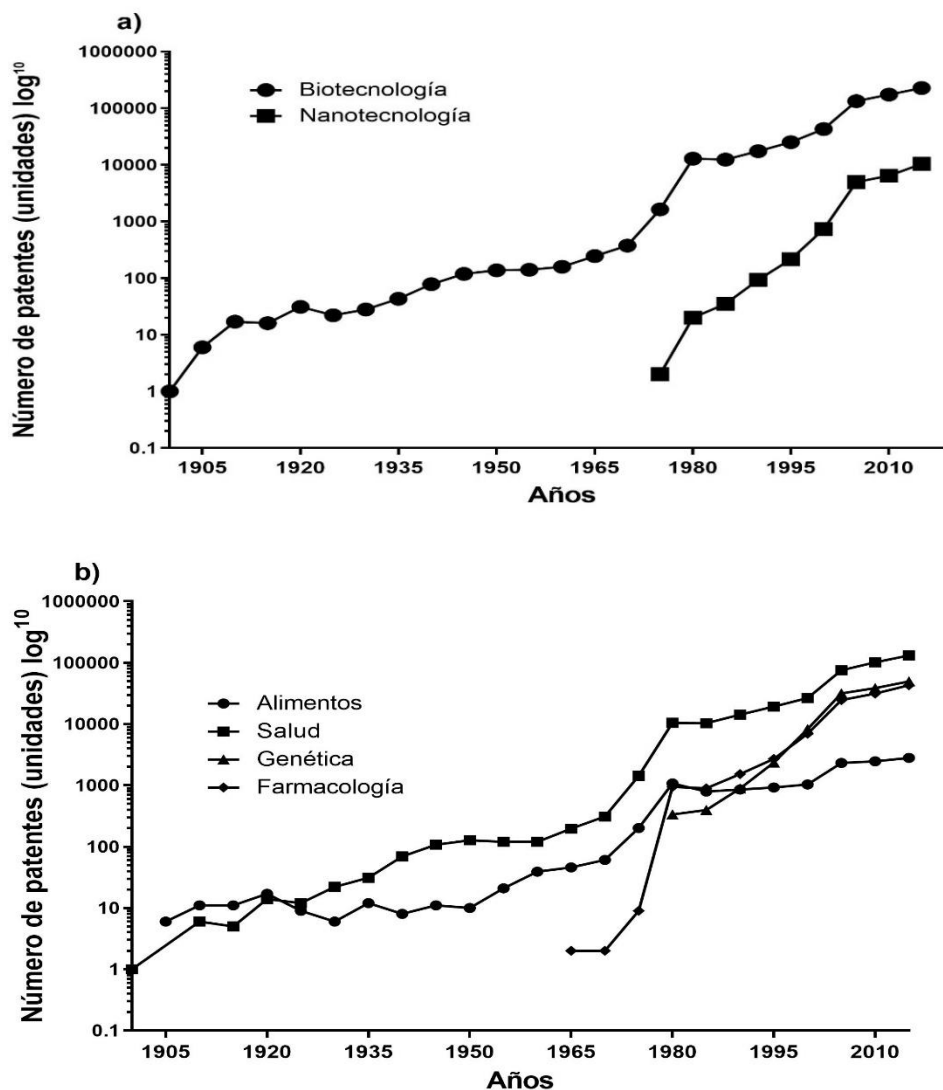 a)
Número de patentes (unidades) log¹⁰
1000000
100000
10000
1000
100
10
1
0.1
Biotecnología
Nanotecnología
1905 1920 1935 1950 1965 1980 1995 2010
Años
b)
Número de patentes (unidades) log¹⁰
1000000
100000
10000
1000
100
10
1
0.1
Alimentos
Salud
Genética
Farmacología
1905 1920 1935 1950 1965 1980 1995 2010
Años